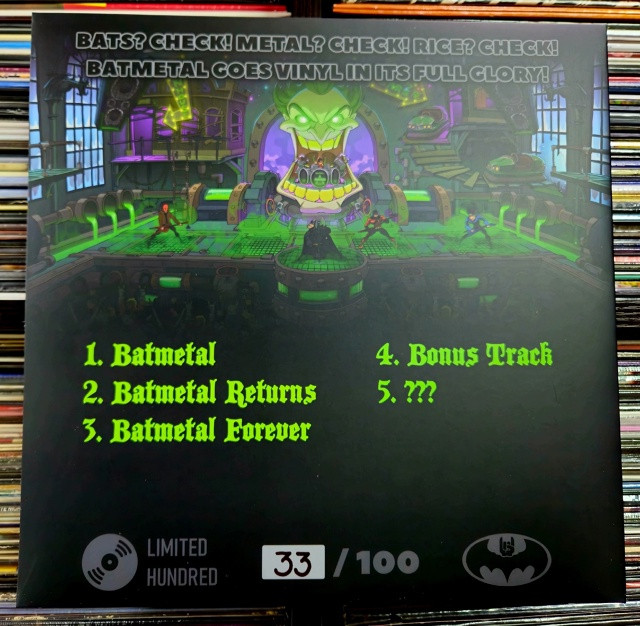 BATS? CHECK! METAL? CHECK! RICE? CHECK!
BATMETAL GOES VINYL IN ITS FULL GLORY!
1. Batmetal
2. Batmetal Returns
3. Batmetal Forever
4. Bonus Track
5. ???
LIMITED
HUNDRED
33 / 100